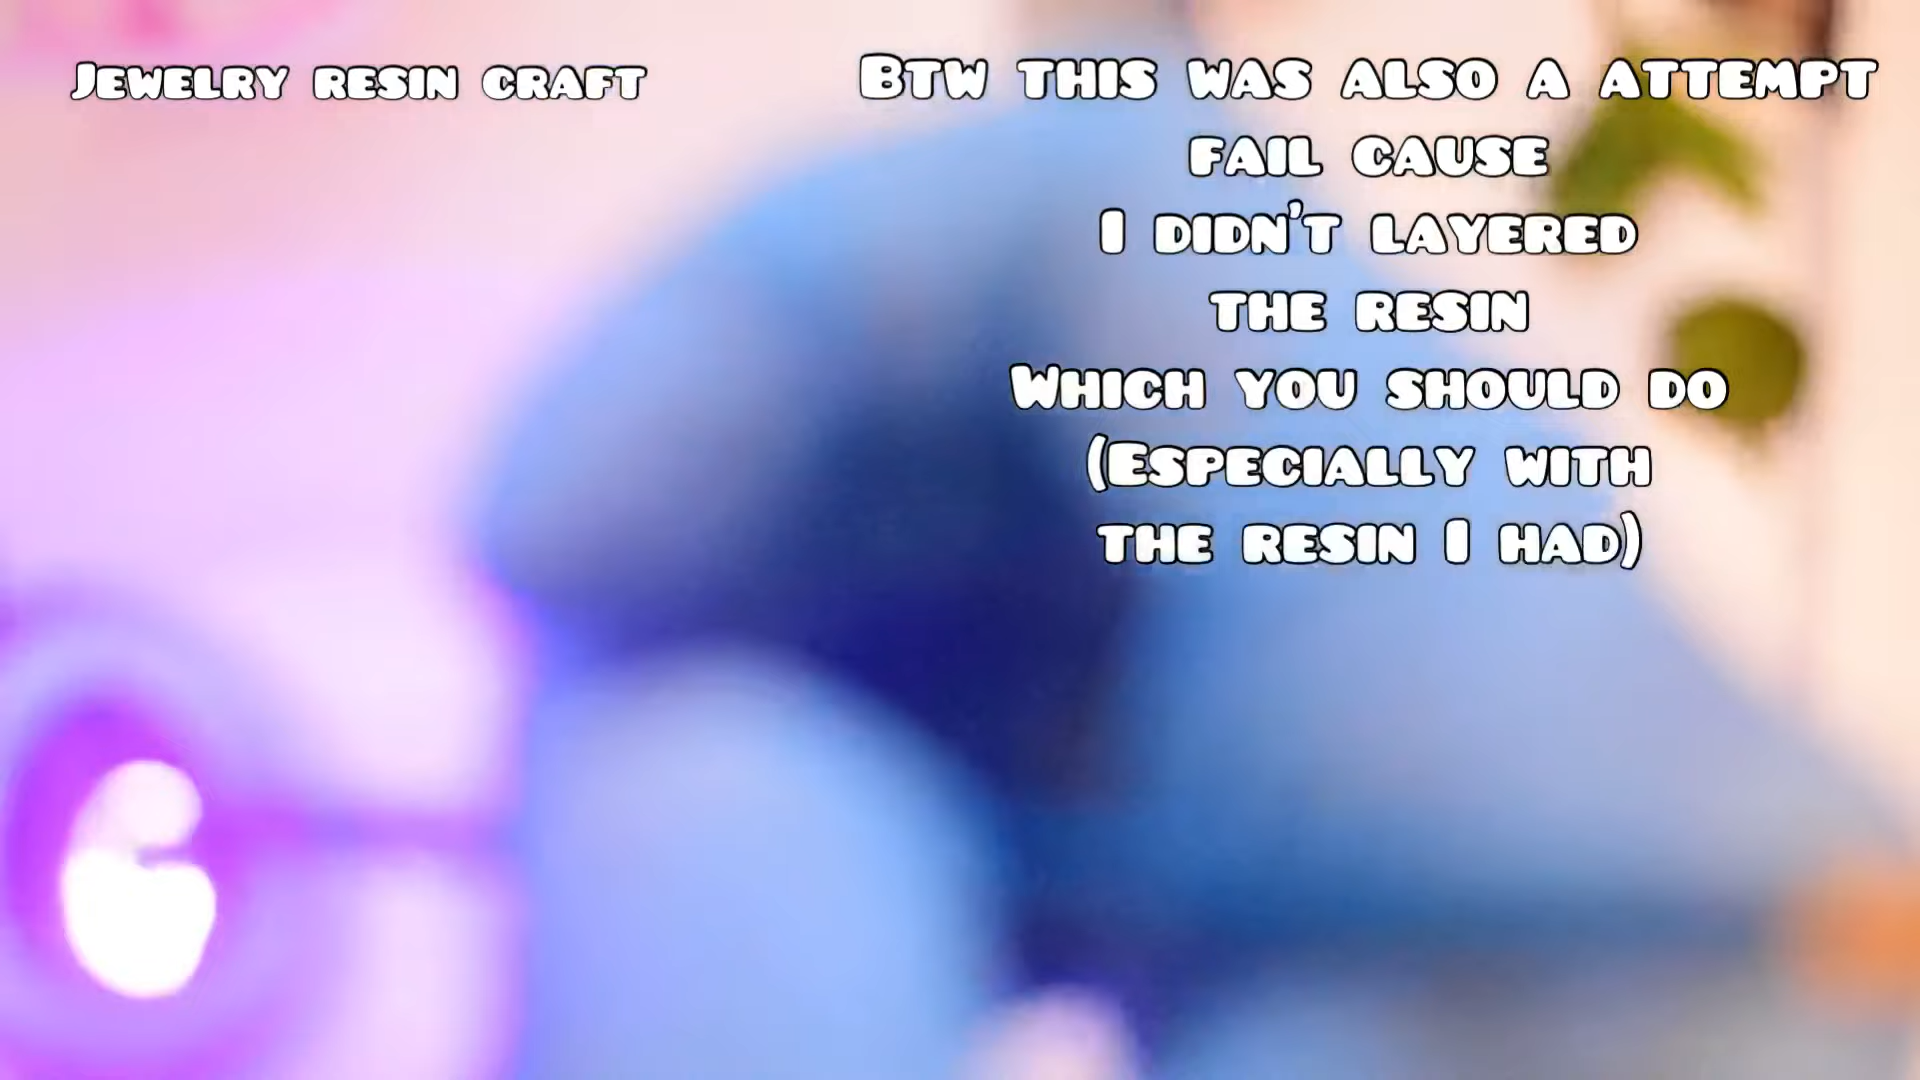 Jewelry resin craft
Btw this was also a attempt
fail cause
I didn't layered
the resin
Which you should do
(Especially with
the resin I had)